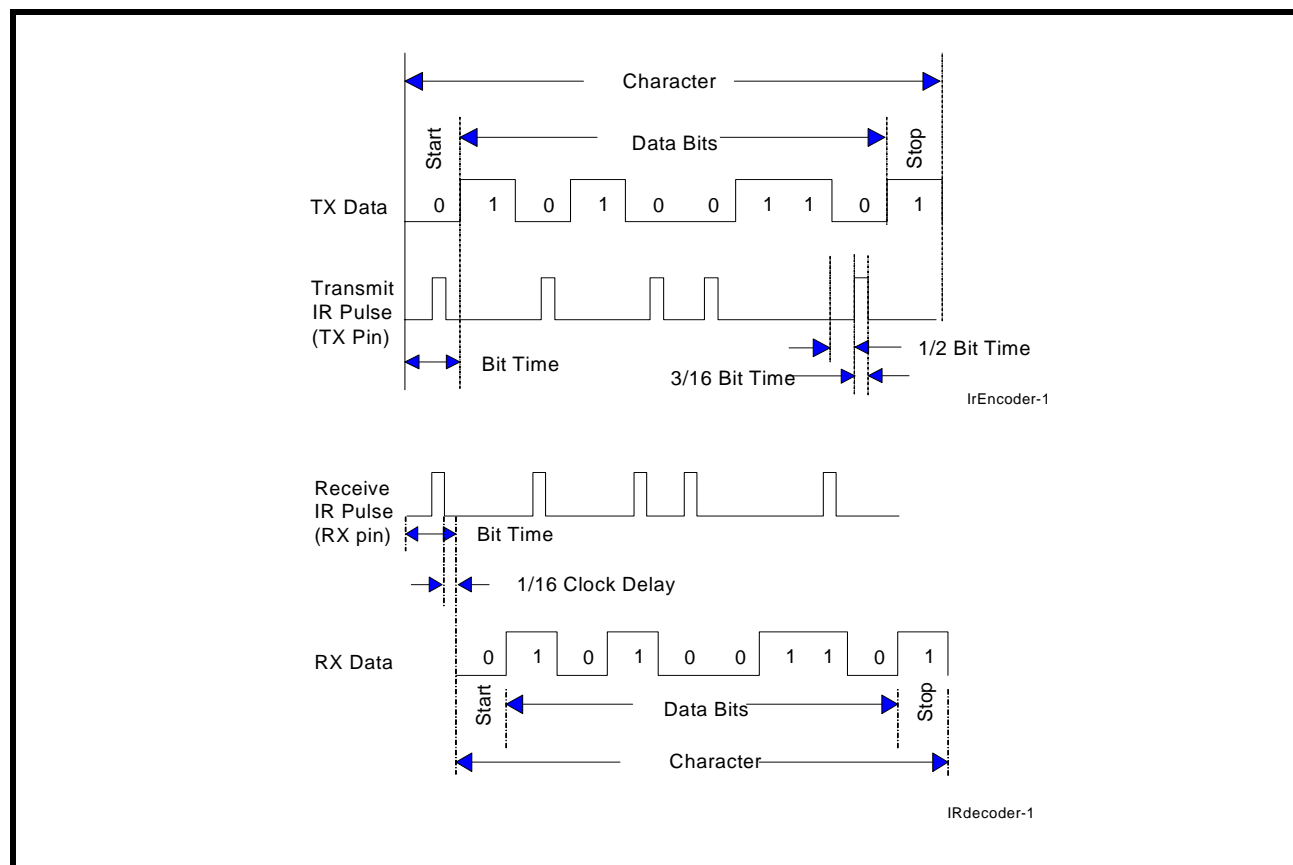 Character
Start
Data Bits
Stop
TX Data
0 1 0 1 0 0 1 1 0 1
Transmit
IR Pulse
(TX Pin)
Bit Time
1/2 Bit Time
3/16 Bit Time
IrEncoder-1
Receive
IR Pulse
(RX pin)
Bit Time
1/16 Clock Delay
RX Data
0 1 0 1 0 0 1 1 0 1
Start
Data Bits
Stop
Character
IRdecoder-1